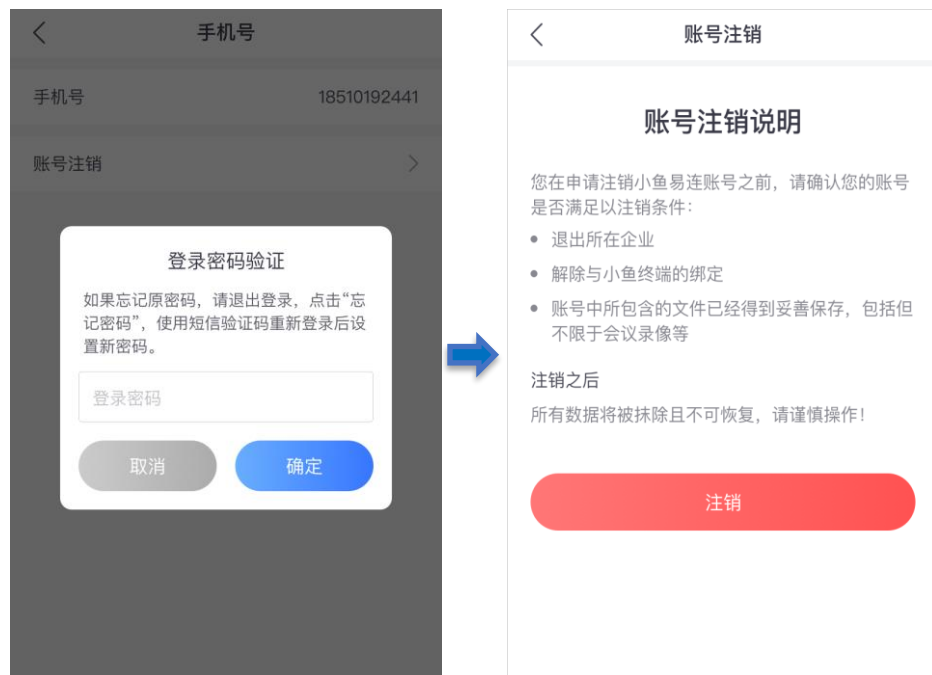 手机号
手机号 18510192441
账号注销
登录密码验证
如果忘记原密码，请退出登录，点击“忘
记密码”，使用短信验证码重新登录后设
置新密码。
登录密码
取消 确定
账号注销
账号注销说明
您在申请注销小鱼易连账号之前，请确认您的账号
是否满足以注销条件：
退出所在企业
解除与小鱼终端的绑定
账号中所包含的文件已经得到妥善保存，包括但
不限于会议录像等
注销之后
所有数据将被抹除且不可恢复，请谨慎操作！
注销